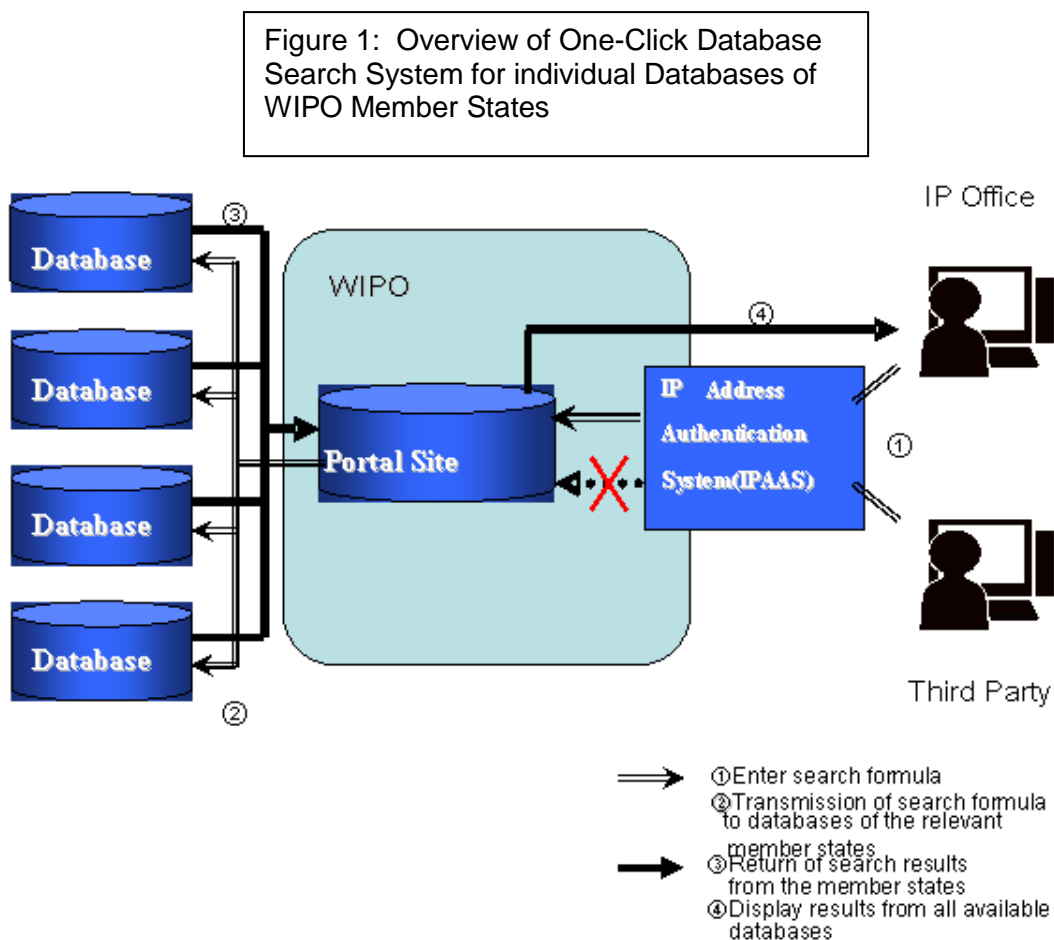 Figure 1:  Overview of One-Click Database
Search System for individual Databases of
WIPO Member States
③
IP Office
Database
WIPO
④
Database
IP Address
Authentication
System(IPAAS)
①
Portal Site
Database
Database
Third Party
②
①Enter search formula
②Transmission of search formula
to databases of the relevant
member states
③Return of search results
from the member states
④Display results from all available
databases